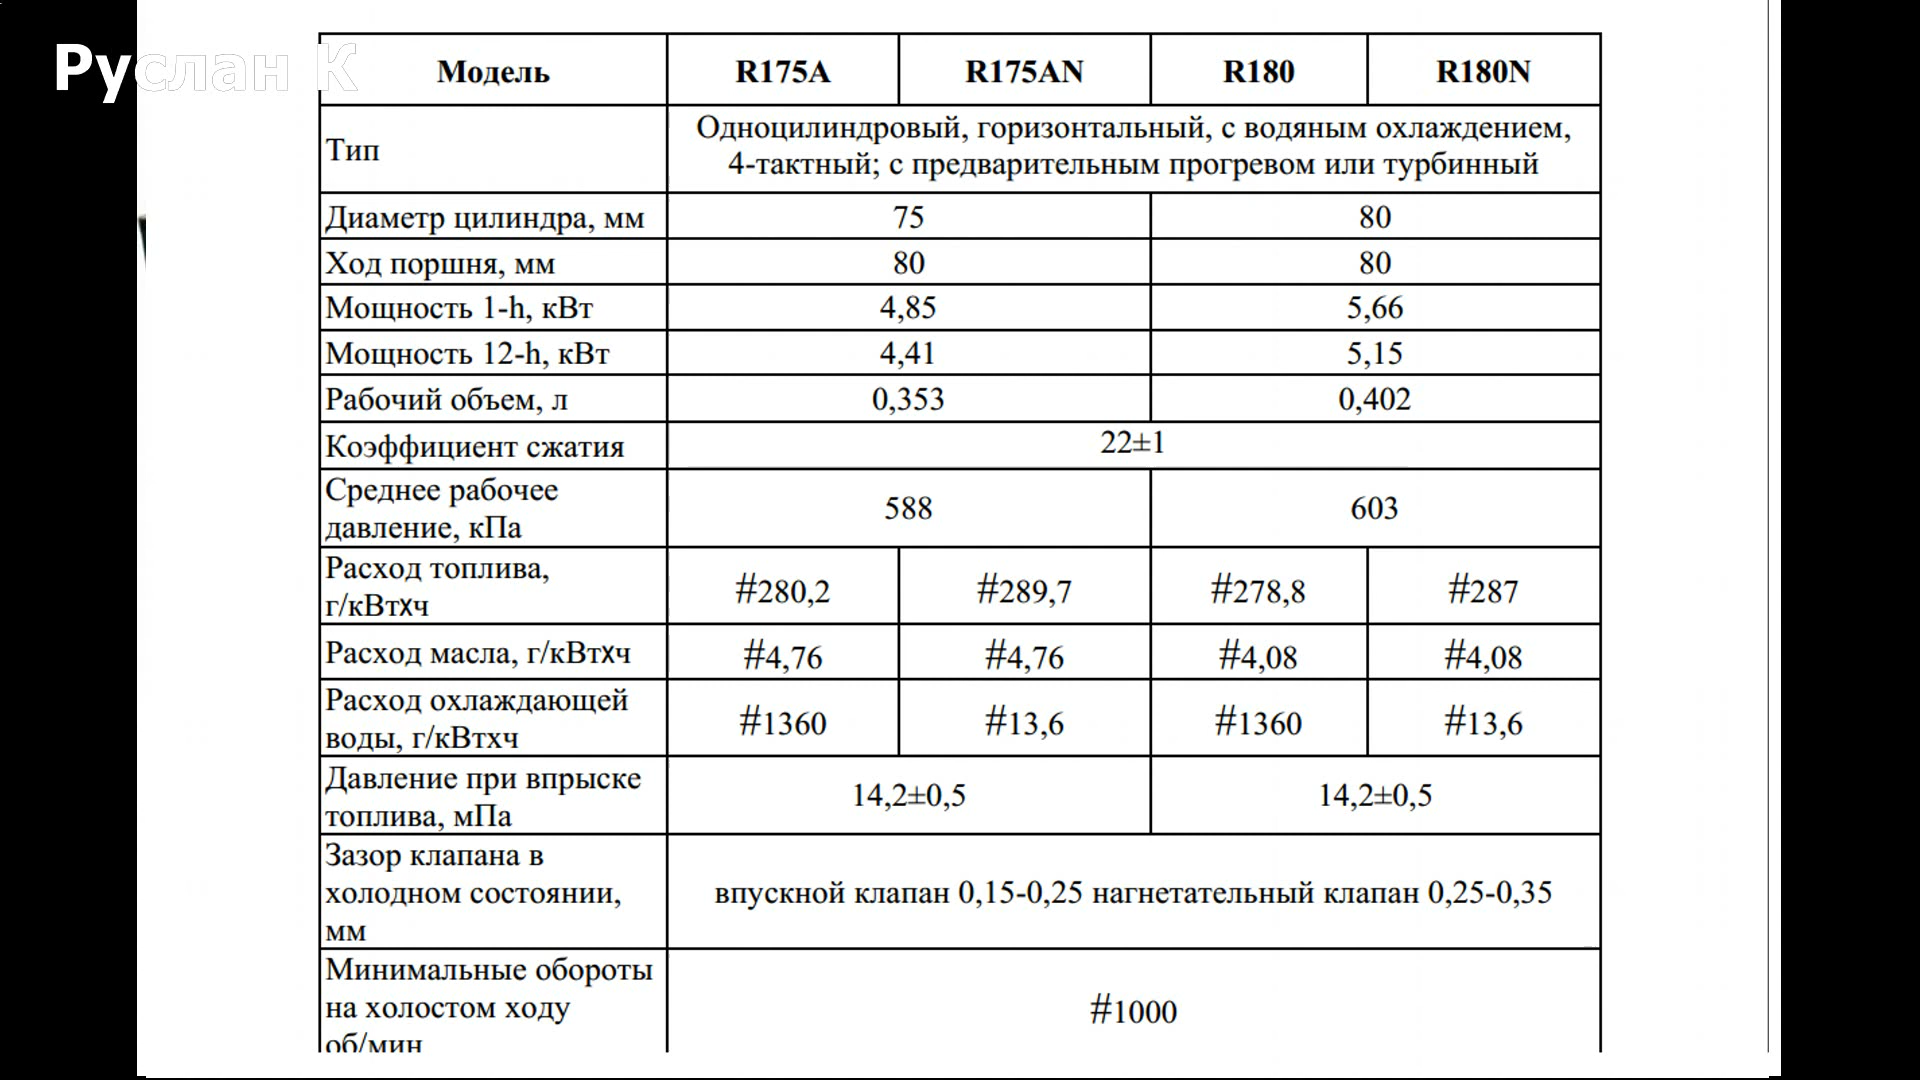 Руслан К
Модель R175A R175AN R180 R180N
Тип
Одноцилиндровый, горизонтальный, с водяным охлаждением,
4-тактный; с предварительным прогревом или турбинный
Диаметр цилиндра, мм 75 80
Ход поршня, мм 80 80
Мощность 1-h, кВт 4,85 5,66
Мощность 12-h, кВт 4,41 5,15
Рабочий объем, л 0,353 0,402
Коэффициент сжатия 22±1
Среднее рабочее
давление, кПа 588 603
Расход топлива,
г/кВтxч #280,2 #289,7 #278,8 #287
Расход масла, г/кВтxч #4,76 #4,76 #4,08 #4,08
Расход охлаждающей
воды, г/кВтхч #1360 #13,6 #1360 #13,6
Давление при впрыске
топлива, мПа 14,2±0,5 14,2±0,5
Зазор клапана в
холодном состоянии,
мм
впускной клапан 0,15-0,25 нагнетательный клапан 0,25-0,35
Минимальные обороты
на холостом ходу
об/мин
#1000